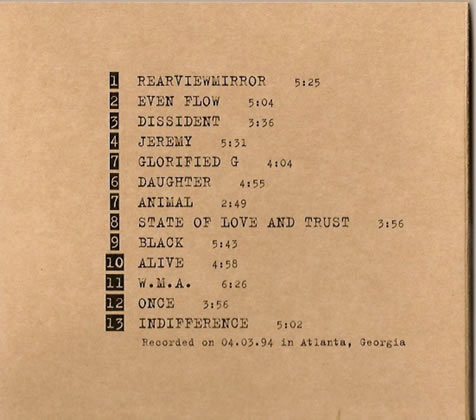 1 REARVIEWMIRROR 5:25
2 EVEN FLOW 5:04
3 DISSIDENT 3:36
4 JEREMY 5:31
7 GLORIFIED G 4:04
6 DAUGHTER 4:55
7 ANIMAL 2:49
8 STATE OF LOVE AND TRUST 3:56
9 BLACK 5:43
10 ALIVE 4:58
11 W.M.A. 6:26
12 ONCE 3:56
13 INDIFFERENCE 5:02
Recorded on 04.03.94 in Atlanta, Georgia